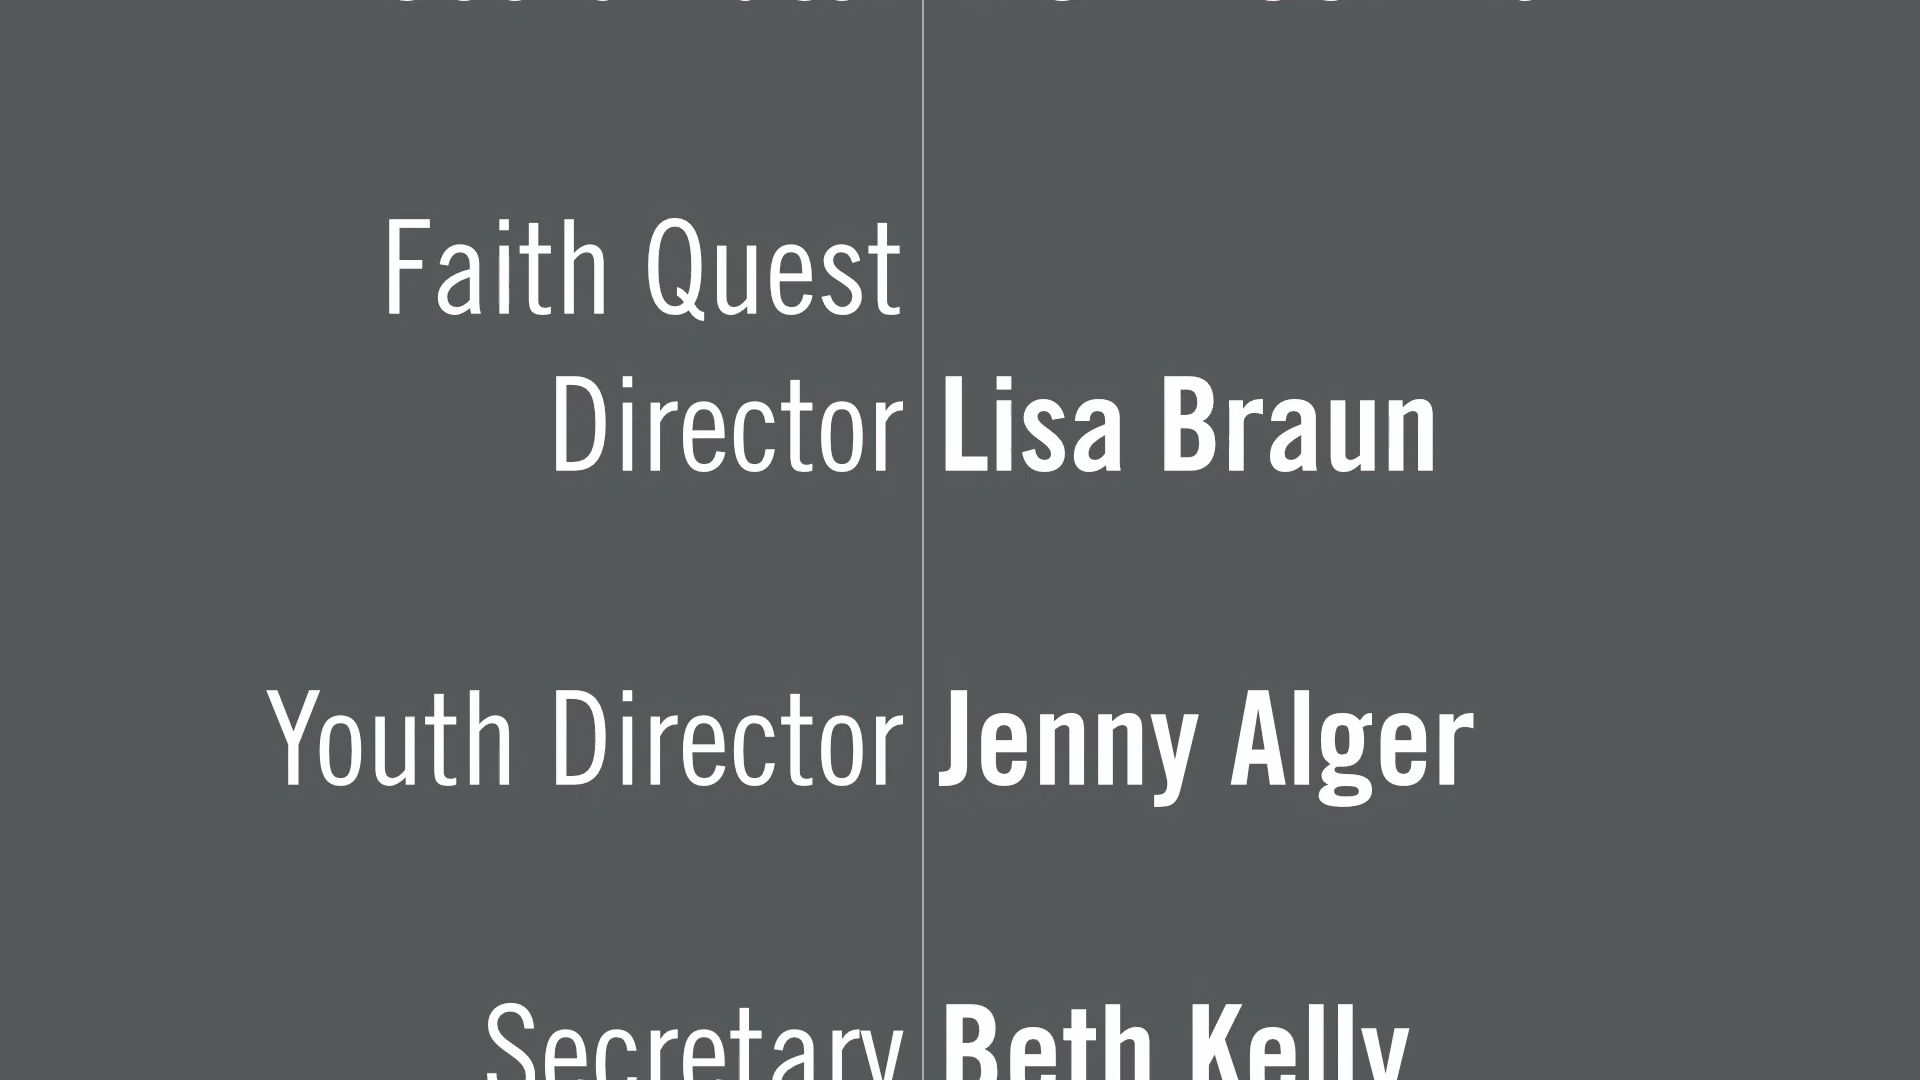 Faith Quest
Director Lisa Braun
Youth Director Jenny Alger
Secretary Beth Kelly